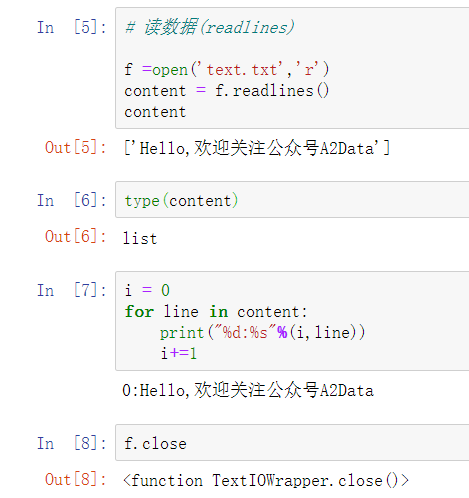 In [5]:
# 读数据(readlines)
f =open('text.txt','r')
content = f.readlines()
content
Out[5]: ['Hello,欢迎关注公众号A2Data']
In [6]: type(content)
Out[6]: list
In [7]: i = 0
for line in content:
    print("%d:%s"%(i,line))
    i+=1
0:Hello,欢迎关注公众号A2Data
In [8]: f.close
Out[8]: <function TextIOWrapper.close()>